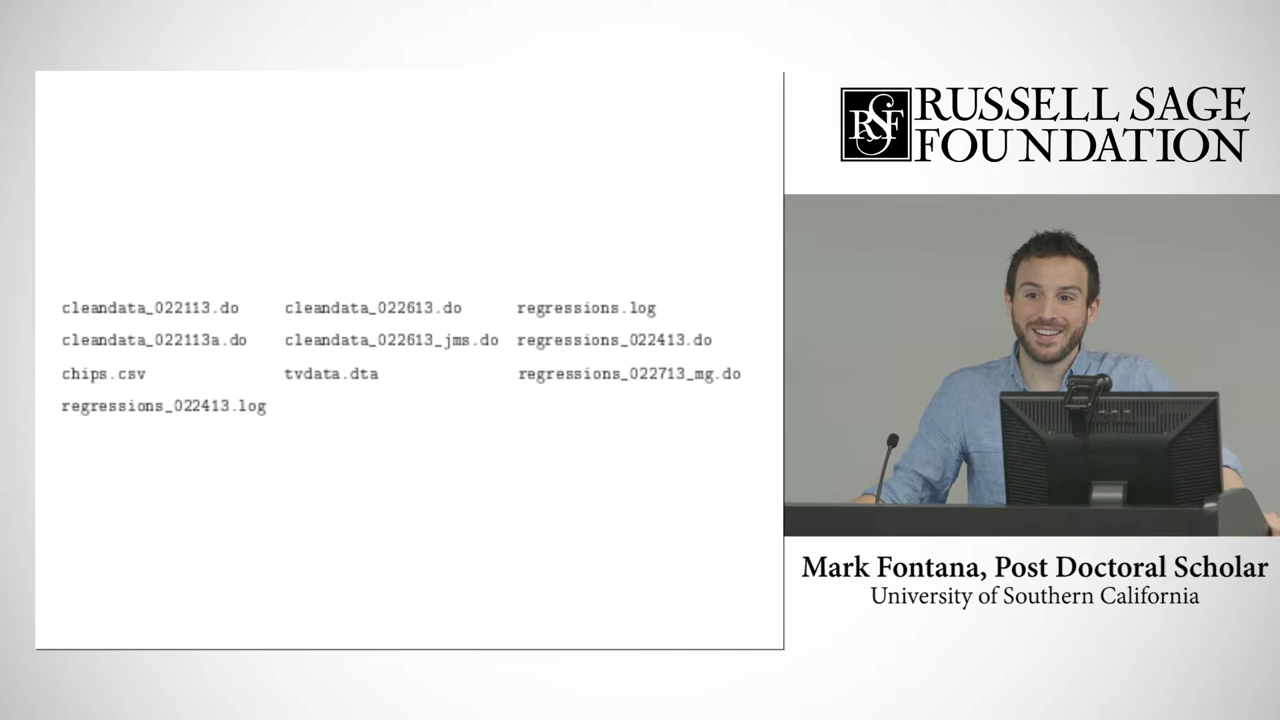 cleandata_022113.do cleandata_022613.do regressions.log
cleandata_022113a.do cleandata_022613_jms.do regressions_022413.do
chips.csv tvdata.dta regressions_022713_mg.do
regressions_022413.log
RSF
RUSSELL SAGE
FOUNDATION
Mark Fontana, Post Doctoral Scholar
University of Southern California